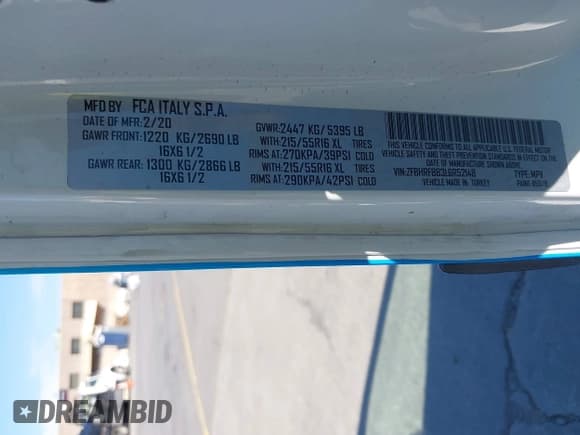 MFD BY FCA ITALY S.P.A.
DATE OF MFR: 2/20 GVWR: 2447 KG/ 5395 LB
GAWR FRONT: 1220 KG/2690 LB WITH: 215/55R16 XL TIRES
16X6 1/2 RIMS AT: 270KPA/39PSI COLD
GAWR REAR: 1300 KG/2866 LB WITH: 215/55R16 XL TIRES
16X6 1/2 RIMS AT: 290KPA/42PSI COLD
THIS VEHICLE CONFORMS TO ALL APPLICABLE FEDERAL MOTOR
VEHICLE SAFETY AND THEFT PREVENTION STANDARDS IN EFFECT ON THE
DATE OF MANUFACTURE SHOWN ABOVE
TYPE: MPV
VEHICLE MADE IN: TURKEY
DREAMBID